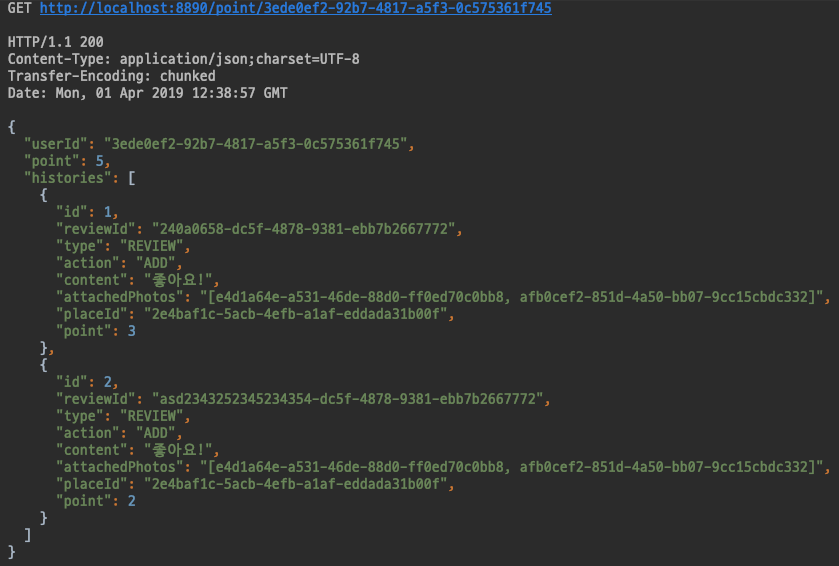 GET http://localhost:8890/point/3ede0ef2-92b7-4817-a5f3-0c575361f745
HTTP/1.1 200
Content-Type: application/json;charset=UTF-8
Transfer-Encoding: chunked
Date: Mon, 01 Apr 2019 12:38:57 GMT
{
"userId": "3ede0ef2-92b7-4817-a5f3-0c575361f745",
"point": 5,
"histories": [
{
"id": 1,
"reviewId": "240a0658-dc5f-4878-9381-ebb7b2667772",
"type": "REVIEW",
"action": "ADD",
"content": "좋아요!",
"attachedPhotos": "[e4d1a64e-a531-46de-88d0-ff0ed70c0bb8, afb0cef2-851d-4a50-bb07-9cc15cbdc332]",
"placeId": "2e4baf1c-5acb-4efb-a1af-eddada31b00f",
"point": 3
},
{
"id": 2,
"reviewId": "asd2343252345234354-dc5f-4878-9381-ebb7b2667772",
"type": "REVIEW",
"action": "ADD",
"content": "좋아요!",
"attachedPhotos": "[e4d1a64e-a531-46de-88d0-ff0ed70c0bb8, afb0cef2-851d-4a50-bb07-9cc15cbdc332]",
"placeId": "2e4baf1c-5acb-4efb-a1af-eddada31b00f",
"point": 2
}
]
}